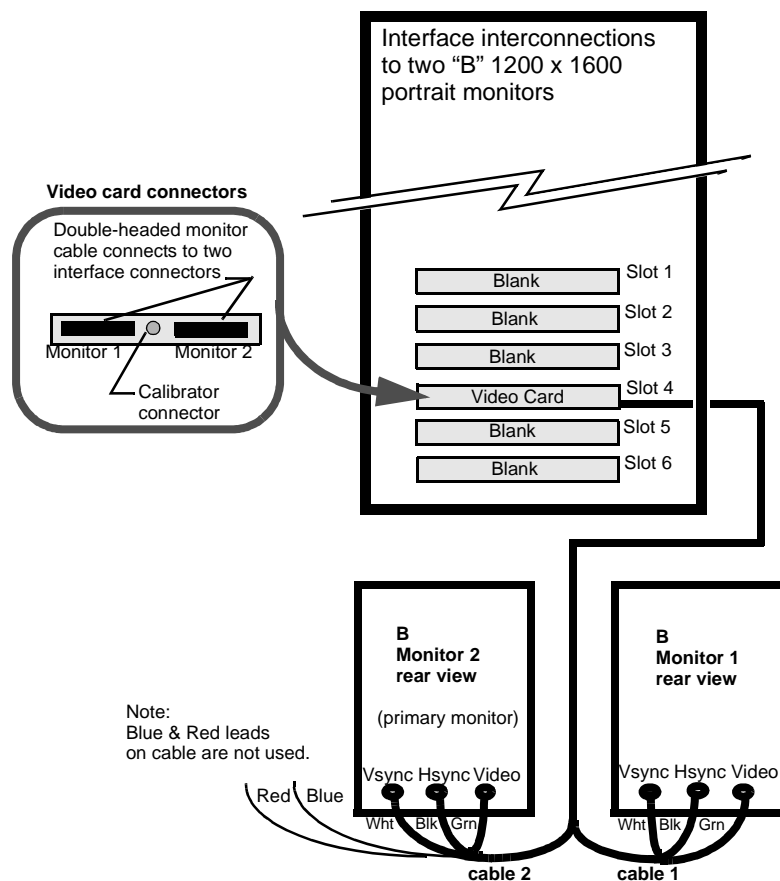 Interface interconnections
to two “B” 1200 x 1600
portrait monitors
Video card connectors
Double-headed monitor
cable connects to two
interface connectors
Monitor 1
Monitor 2
Calibrator
connector
Blank
Slot 1
Blank
Slot 2
Blank
Slot 3
Video Card
Slot 4
Blank
Slot 5
Blank
Slot 6
Note:
Blue & Red leads
on cable are not used.
Red
Blue
B
Monitor 2
rear view
(primary monitor)
Vsync Hsync Video
Wht Blk Grn
cable 2
B
Monitor 1
rear view
Vsync Hsync Video
Wht Blk Grn
cable 1